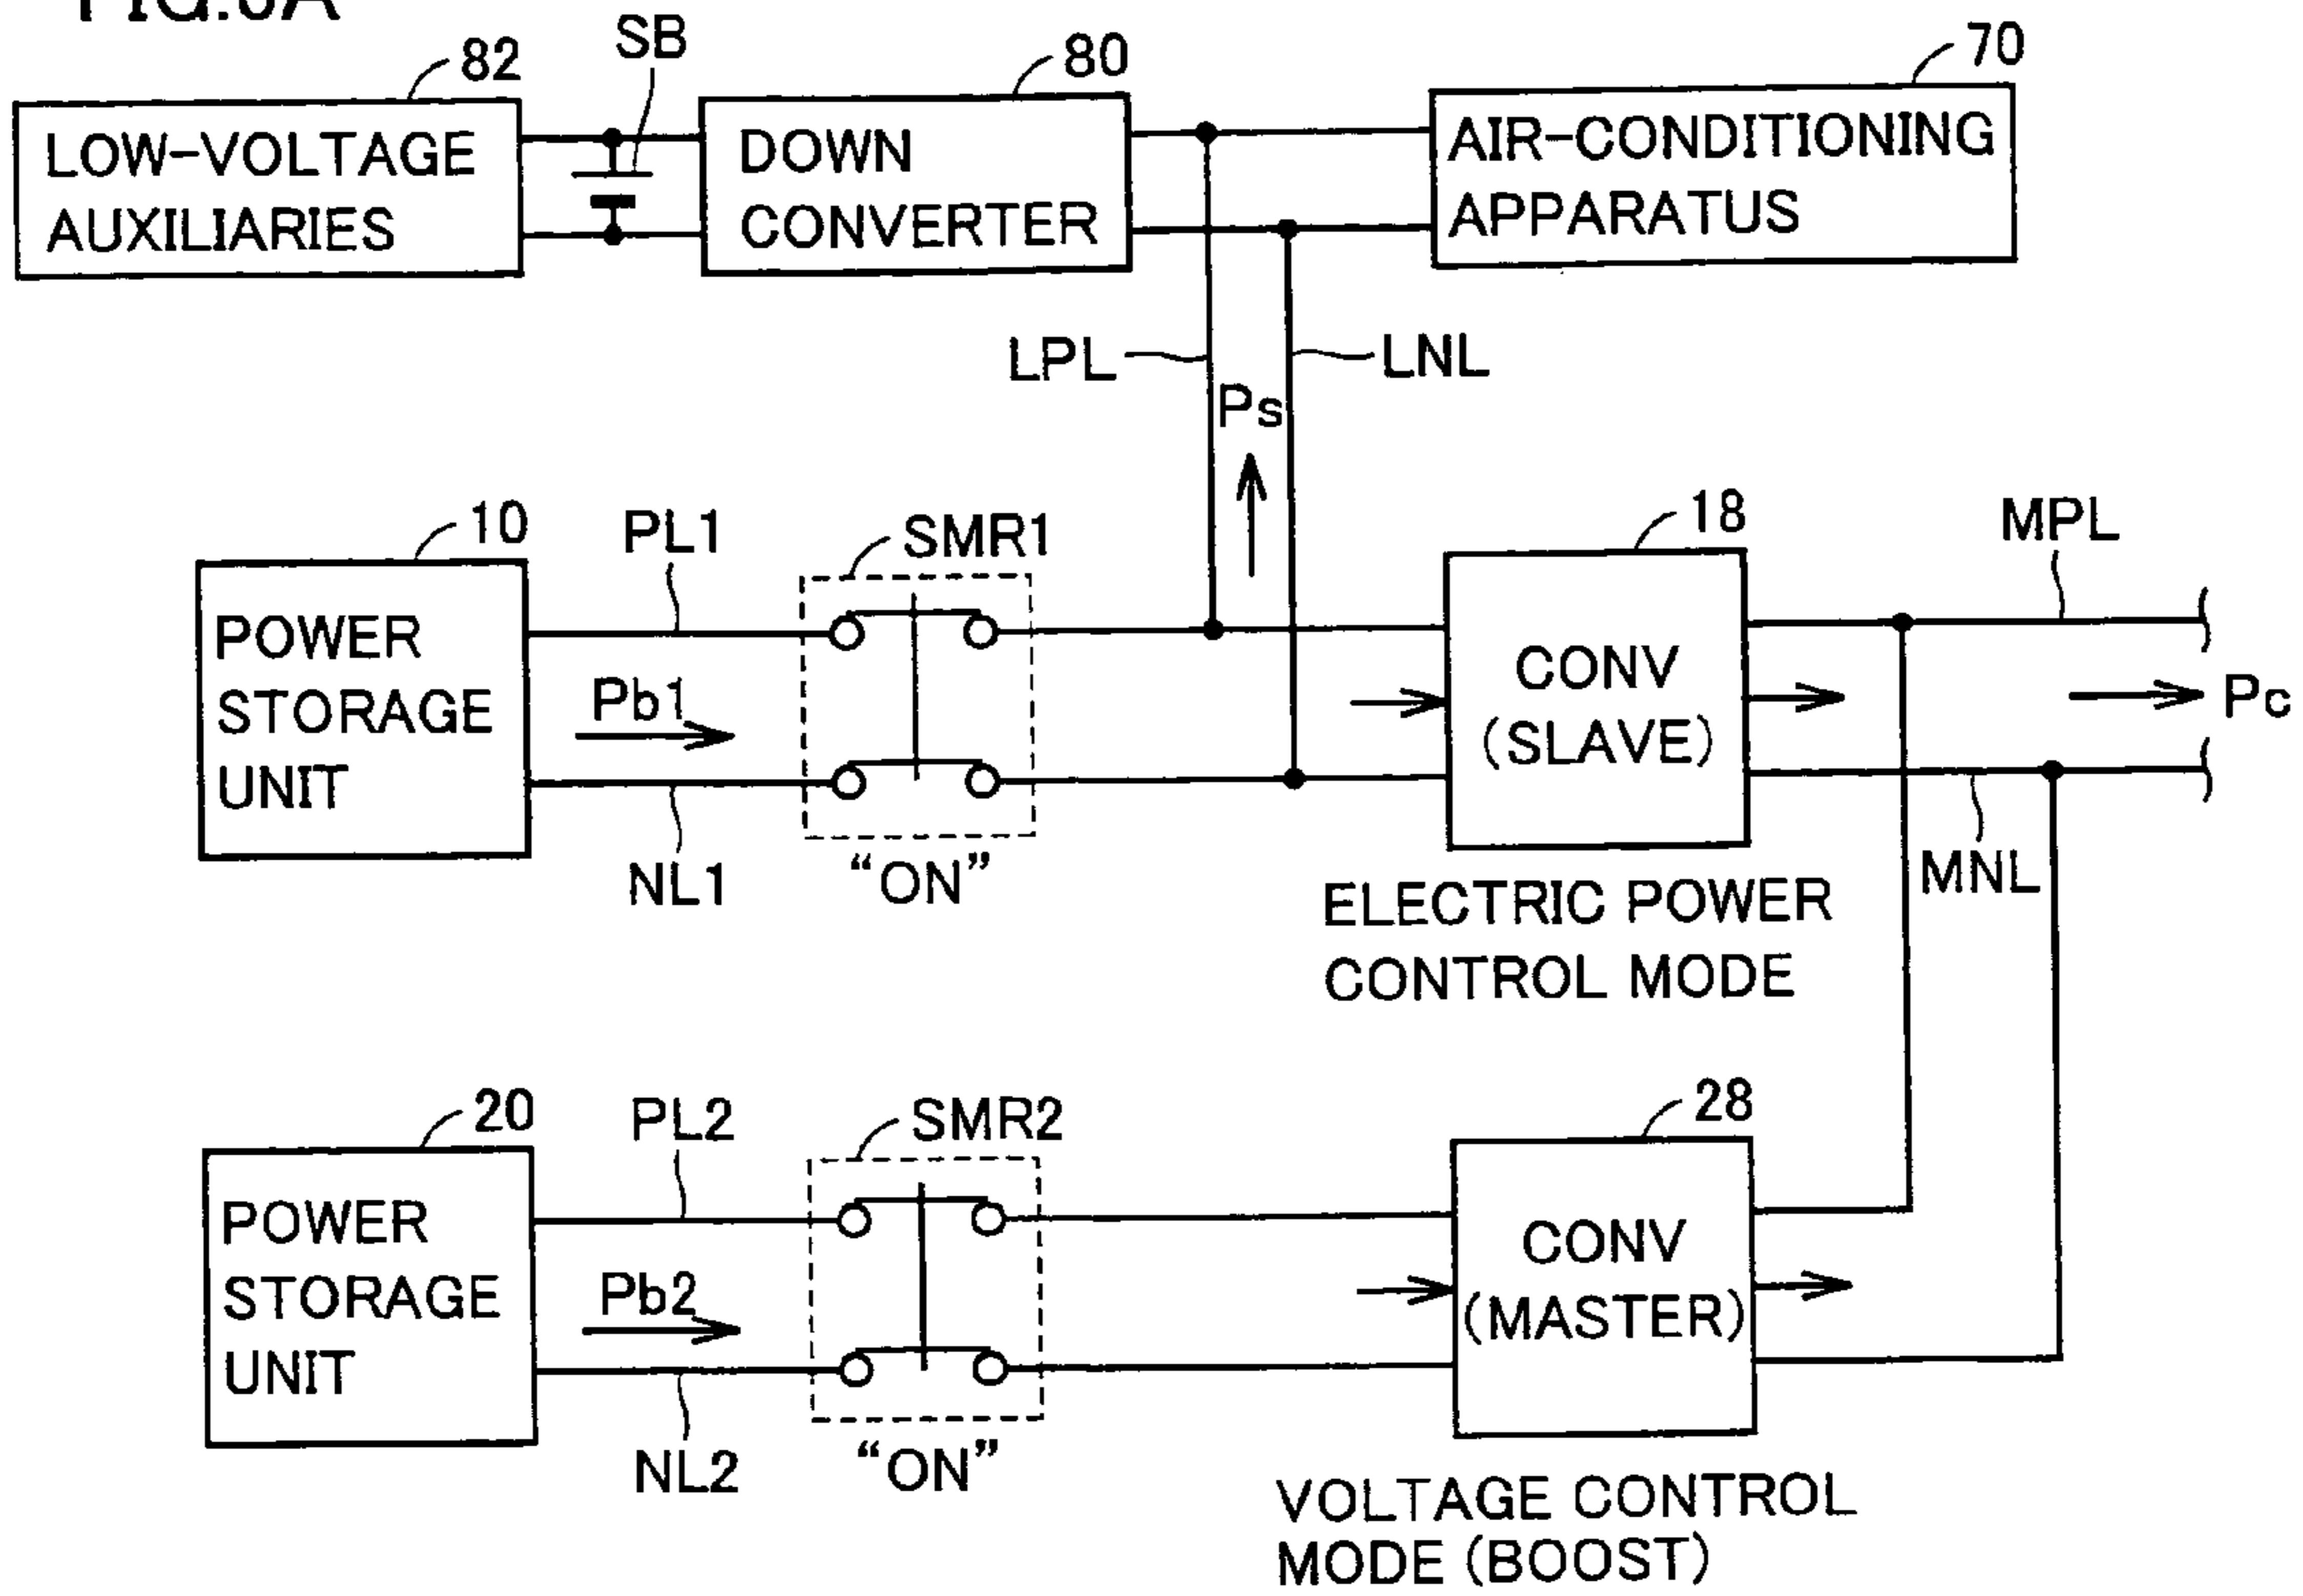 82
SB
80
70
LOW-VOLTAGE
AUXILIARIES
DOWN
CONVERTER
AIR-CONDITIONING
APPARATUS
LPL
LNL
Ps
10
PL1
SMR1
18
MPL
POWER
STORAGE
UNIT
Pb1
CONV
(SLAVE)
Pc
NL1
“ON”
MNL
ELECTRIC POWER
CONTROL MODE
20
PL2
SMR2
28
POWER
STORAGE
UNIT
Pb2
CONV
(MASTER)
NL2
“ON”
VOLTAGE CONTROL
MODE (BOOST)